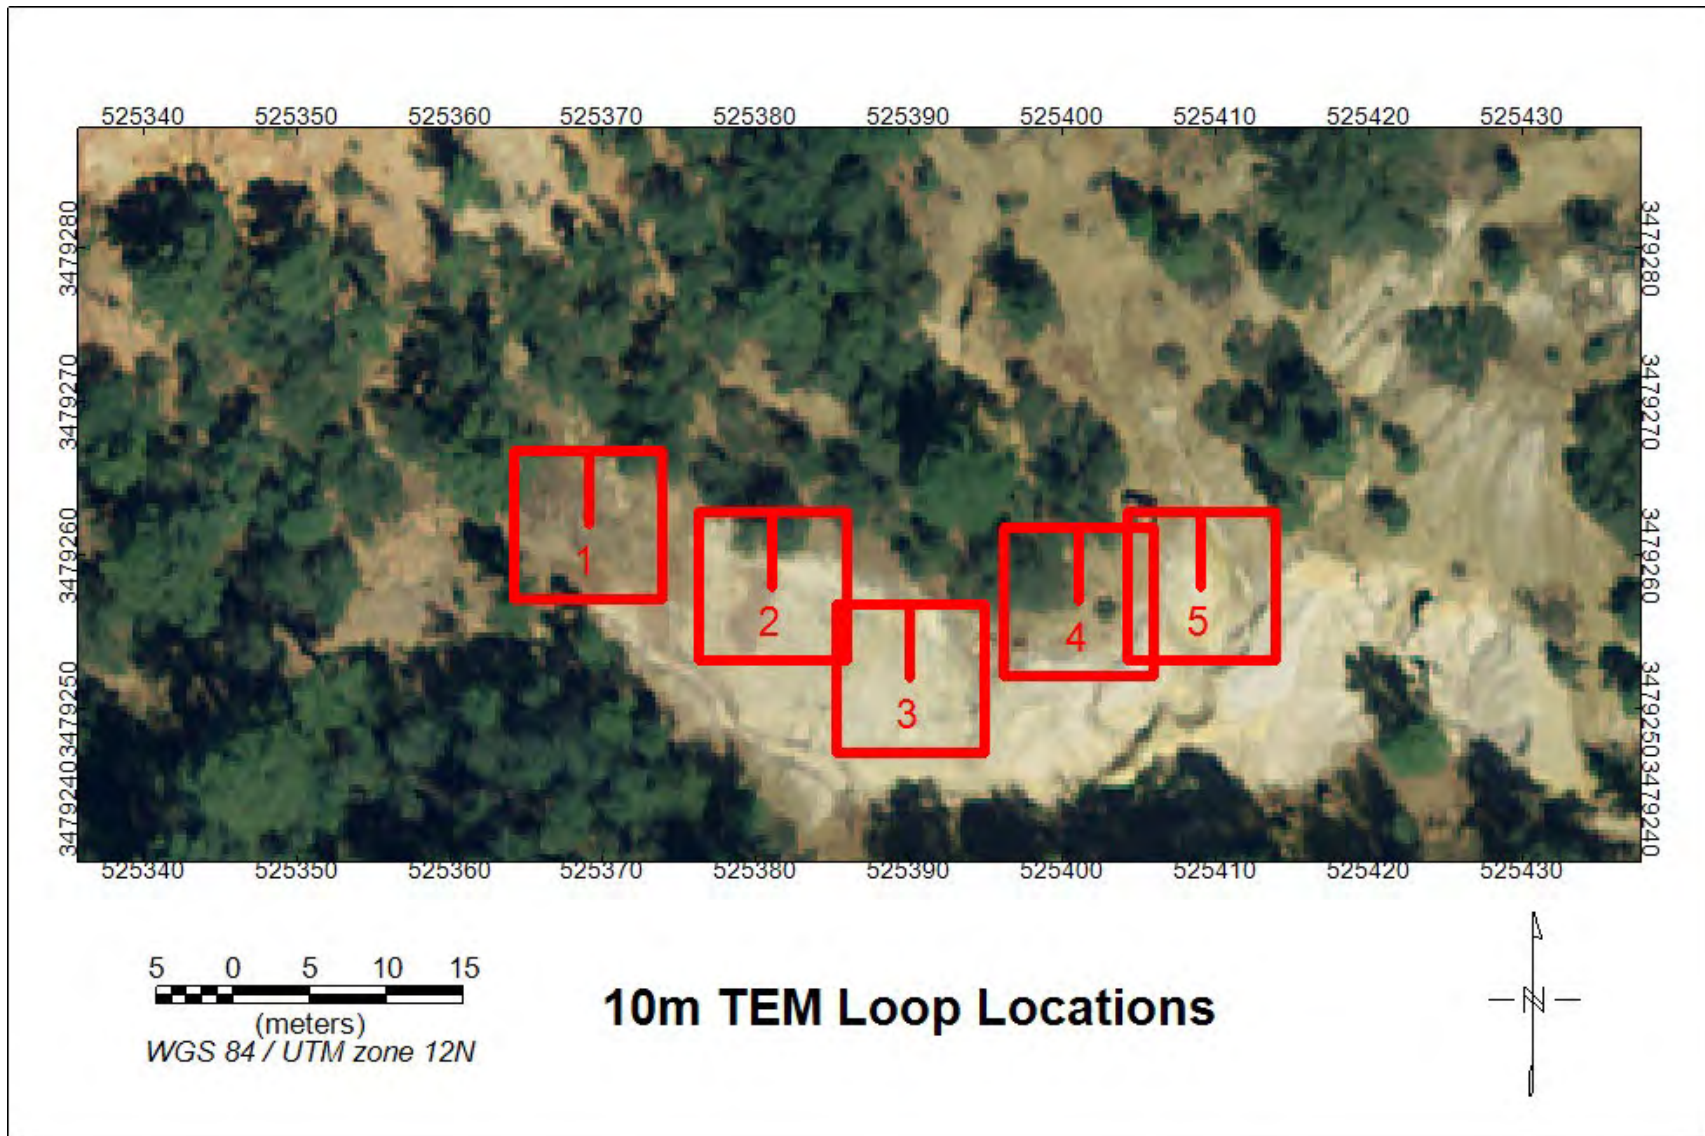 525340 525350 525360 525370 525380 525390 525400 525410 525420 525430
3479280 3479280
3479270 3479270
3479260 3479260
3479250 3479250
3479240 3479240
1
2
3
4
5
525340 525350 525360 525370 525380 525390 525400 525410 525420 525430
5 0 5 10 15
(meters)
WGS 84 / UTM zone 12N
10m TEM Loop Locations
N